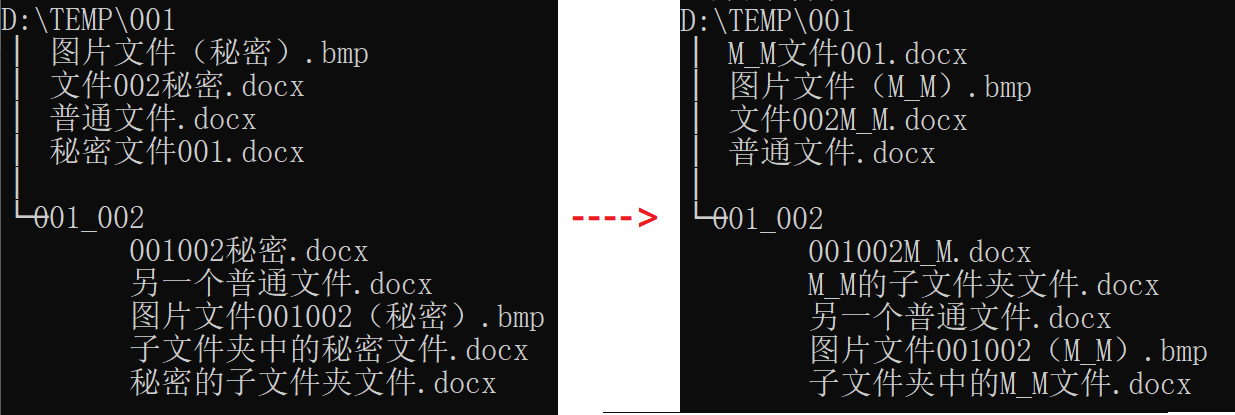 D:\TEMP\001
图片文件（秘密）.bmp
文件002秘密.docx
普通文件.docx
秘密文件001.docx
001_002
001002秘密.docx
另一个普通文件.docx
图片文件001002（秘密）.bmp
子文件夹中的秘密文件.docx
秘密的子文件夹文件.docx
---->
D:\TEMP\001
M_M文件001.docx
图片文件（M_M）.bmp
文件002M_M.docx
普通文件.docx
001_002
001002M_M.docx
M_M的子文件夹文件.docx
另一个普通文件.docx
图片文件001002（M_M）.bmp
子文件夹中的M_M文件.docx